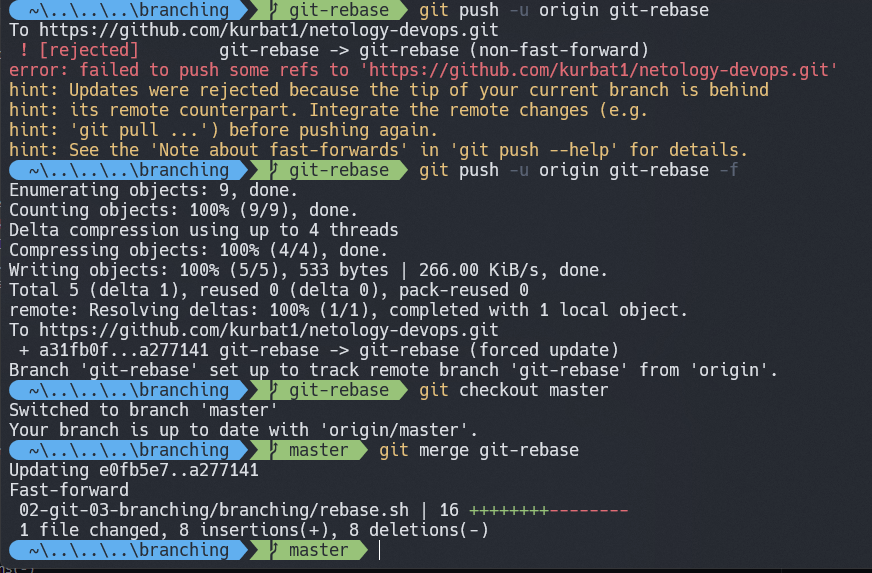 ~\..\..\..\branching git-rebase git push -u origin git-rebase
To https://github.com/kurbat1/netology-devops.git
 ! [rejected]        git-rebase -> git-rebase (non-fast-forward)
error: failed to push some refs to 'https://github.com/kurbat1/netology-devops.git'
hint: Updates were rejected because the tip of your current branch is behind
hint: its remote counterpart. Integrate the remote changes (e.g.
hint: 'git pull ...') before pushing again.
hint: See the 'Note about fast-forwards' in 'git push --help' for details.
~\..\..\..\branching git-rebase git push -u origin git-rebase -f
Enumerating objects: 9, done.
Counting objects: 100% (9/9), done.
Delta compression using up to 4 threads
Compressing objects: 100% (4/4), done.
Writing objects: 100% (5/5), 533 bytes | 266.00 KiB/s, done.
Total 5 (delta 1), reused 0 (delta 0), pack-reused 0
remote: Resolving deltas: 100% (1/1), completed with 1 local object.
To https://github.com/kurbat1/netology-devops.git
 + a31fb0f...a277141 git-rebase -> git-rebase (forced update)
Branch 'git-rebase' set up to track remote branch 'git-rebase' from 'origin'.
~\..\..\..\branching git-rebase git checkout master
Switched to branch 'master'
Your branch is up to date with 'origin/master'.
~\..\..\..\branching master git merge git-rebase
Updating e0fb5e7..a277141
Fast-forward
 02-git-03-branching/branching/rebase.sh | 16 ++++++++--------
 1 file changed, 8 insertions(+), 8 deletions(-)
~\..\..\..\branching master